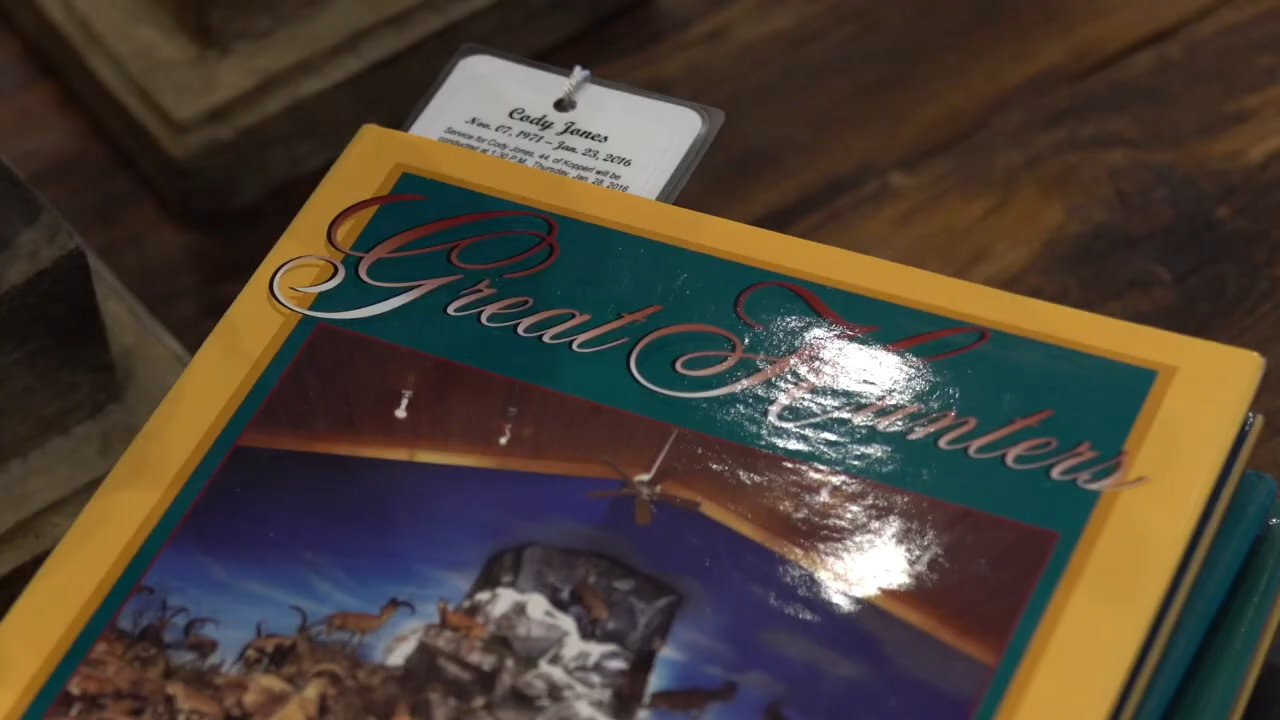 Cody Jones
Nov. 07, 1971 - Jan. 23, 2016
Service for Cody Jones, 44, of Kopperl will be
conducted at 1:30 P.M., Thursday, Jan. 28, 2016
Great Hunters